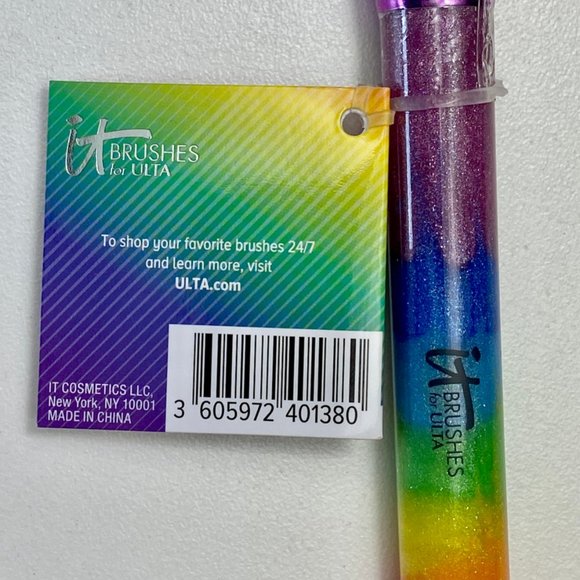 it BRUSHES
for ULTA
To shop your favorite brushes 24/7
and learn more, visit
ULTA.com
IT COSMETICS LLC,
New York, NY 10001
MADE IN CHINA
3 605972 401380
it BRUSHES
for ULTA